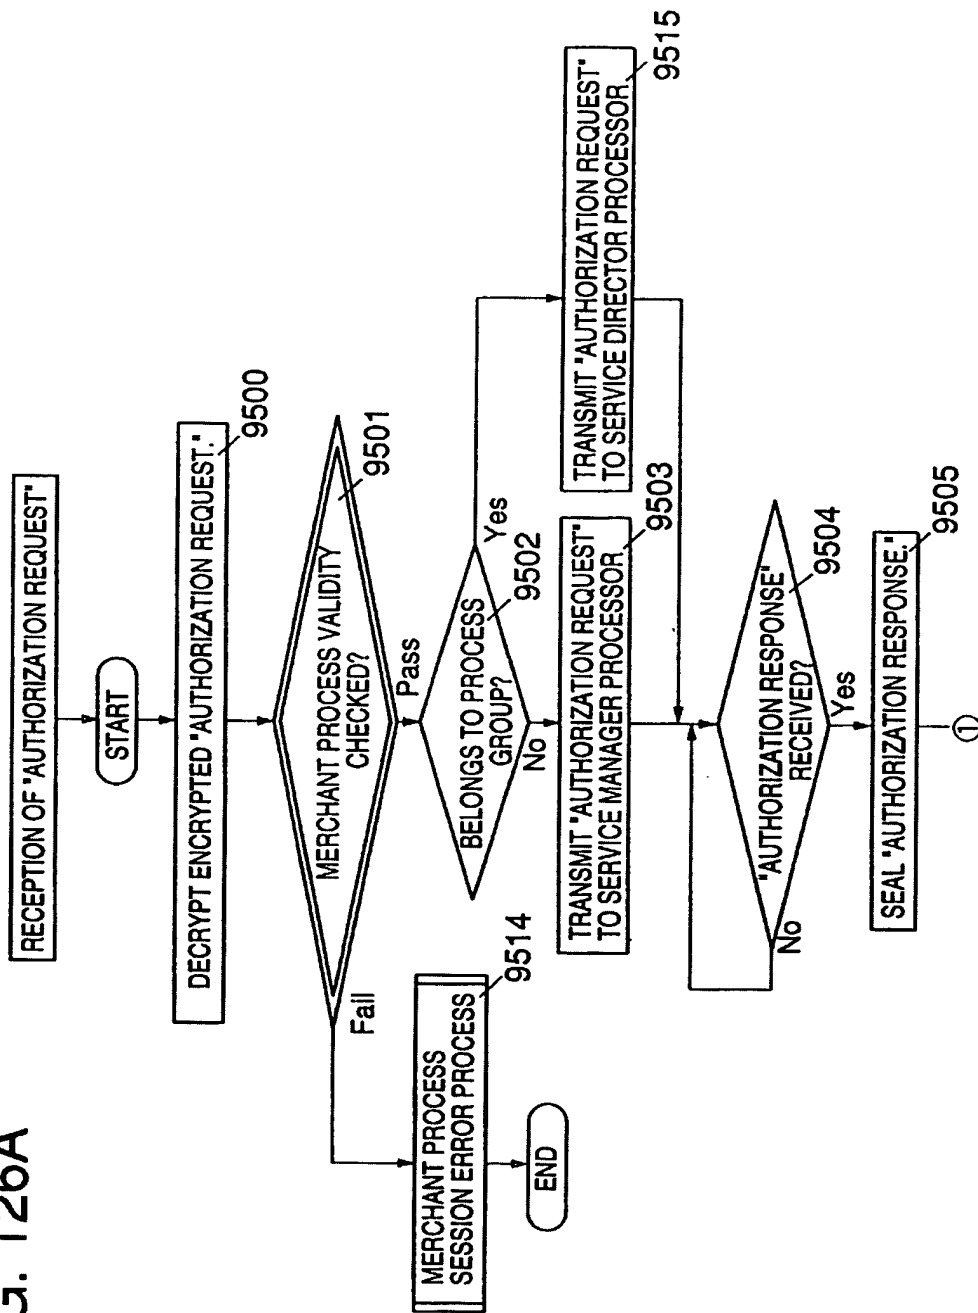 G. 126A
RECEPTION OF "AUTHORIZATION REQUEST"
START
DECRYPT ENCRYPTED "AUTHORIZATION REQUEST."
9500
MERCHANT PROCESS VALIDITY
CHECKED?
9501
Fail
Pass
MERCHANT PROCESS
SESSION ERROR PROCESS
9514
END
BELONGS TO PROCESS
GROUP?
9502
Yes
No
TRANSMIT "AUTHORIZATION REQUEST"
TO SERVICE MANAGER PROCESSOR.
9503
TRANSMIT "AUTHORIZATION REQUEST"
TO SERVICE DIRECTOR PROCESSOR.
9515
"AUTHORIZATION RESPONSE"
RECEIVED?
9504
No
Yes
SEAL "AUTHORIZATION RESPONSE."
9505
1